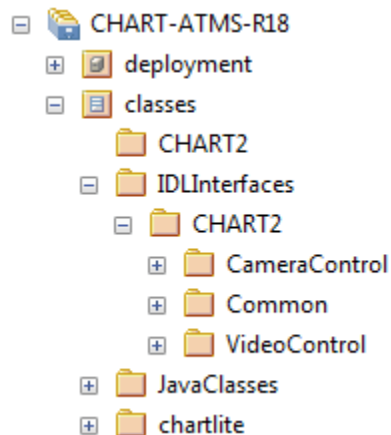 CHART-ATMS-R18
deployment
classes
CHART2
IDLInterfaces
CHART2
CameraControl
Common
VideoControl
JavaClasses
chartlite